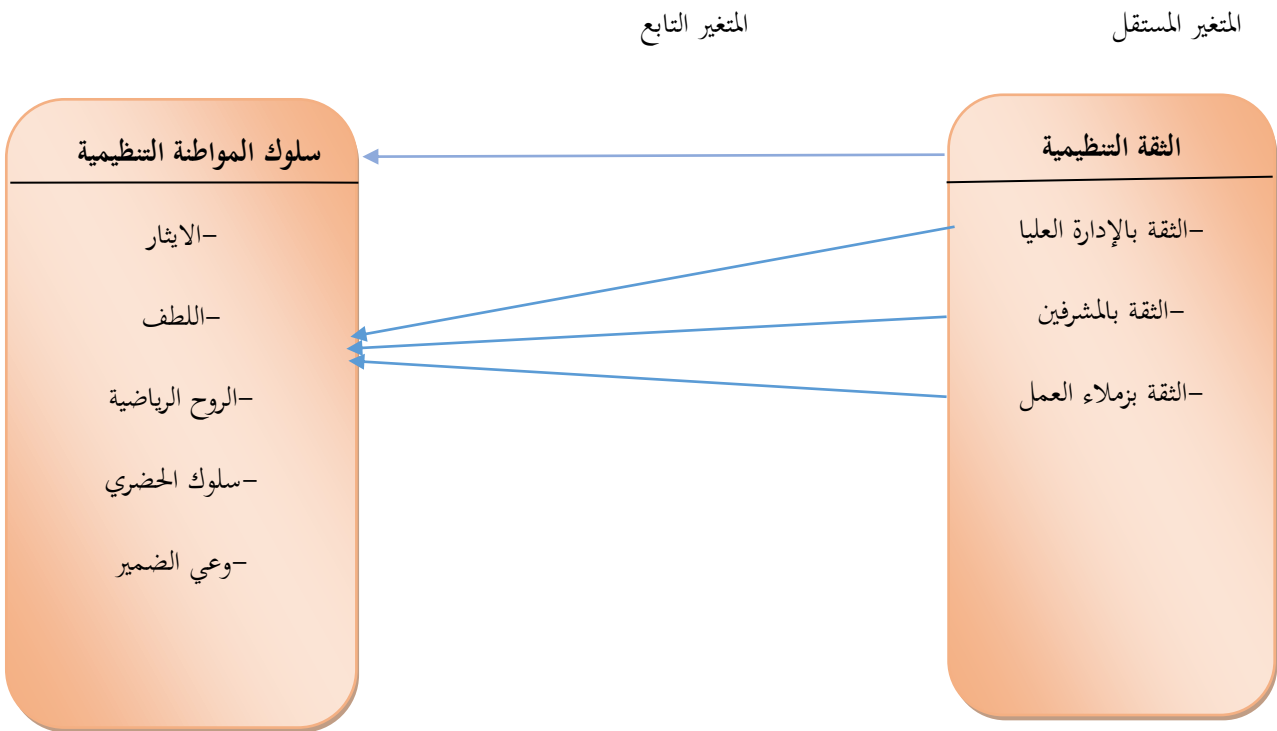 المتغير المستقل
المتغير التابع
الثقة التنظيمية
–الثقة بالإدارة العليا
–الثقة بالمشرفين
–الثقة بزملاء العمل
سلوك المواطنة التنظيمية
–الايثار
–اللطف
–الروح الرياضية
–سلوك الحضري
–وعي الضمير